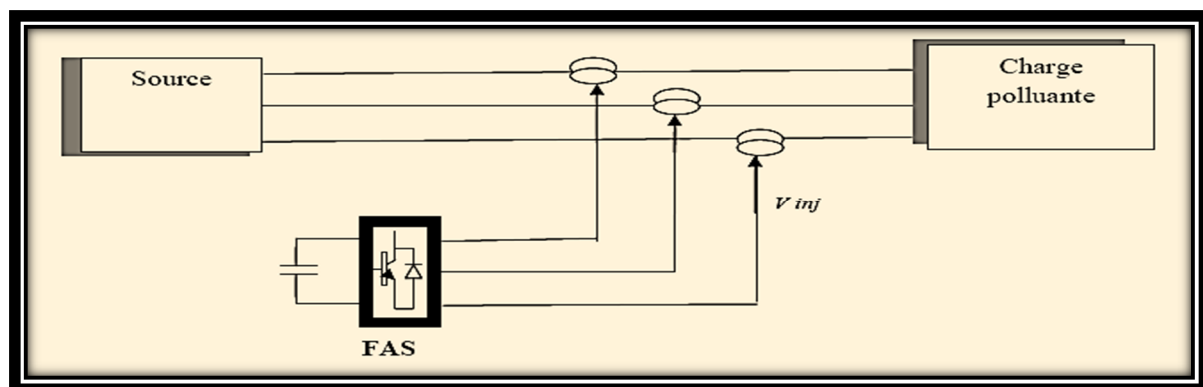 Source
Charge
polluante
V inj
FAS